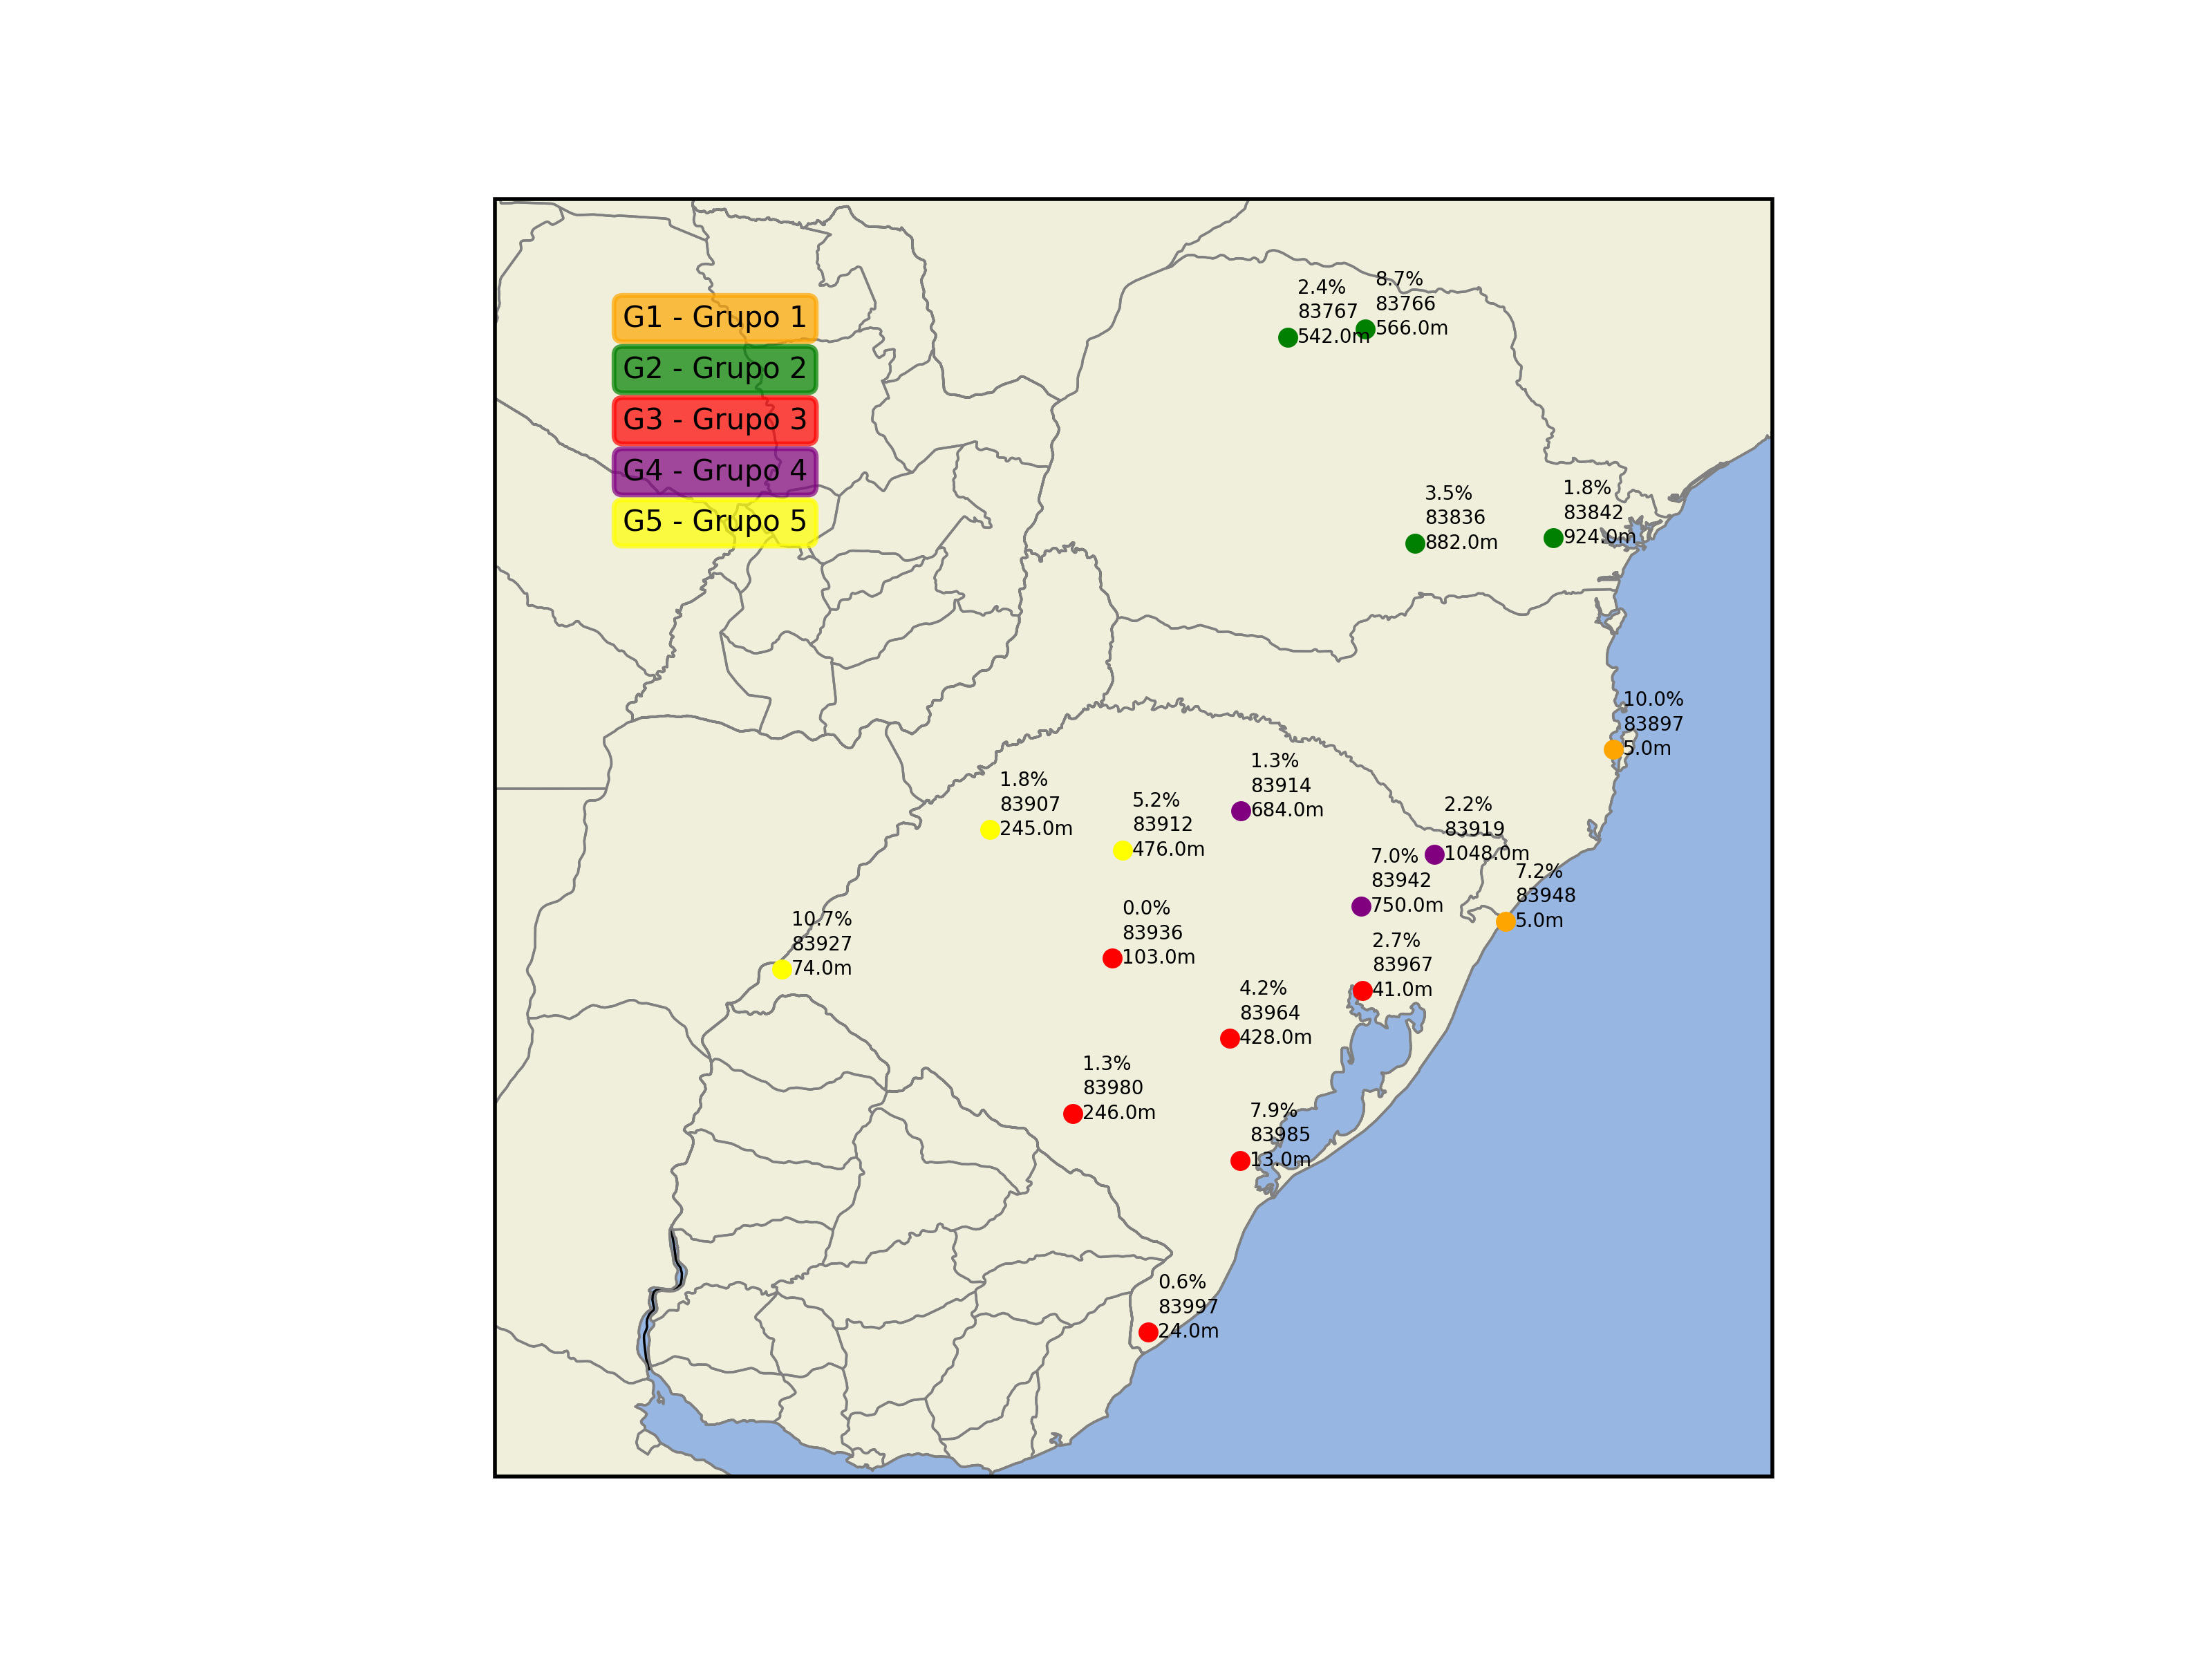 G1 - Grupo 1
G2 - Grupo 2
G3 - Grupo 3
G4 - Grupo 4
G5 - Grupo 5
2.4%
83767
542.0m
8.7%
83766
566.0m
3.5%
83836
882.0m
1.8%
83842
924.0m
10.0%
83897
5.0m
1.3%
83914
684.0m
1.8%
83907
245.0m
5.2%
83912
476.0m
2.2%
83919
1048.0m
7.0%
83942
750.0m
7.2%
83948
5.0m
10.7%
83927
74.0m
0.0%
83936
103.0m
2.7%
83967
41.0m
4.2%
83964
428.0m
1.3%
83980
246.0m
7.9%
83985
13.0m
0.6%
83997
24.0m